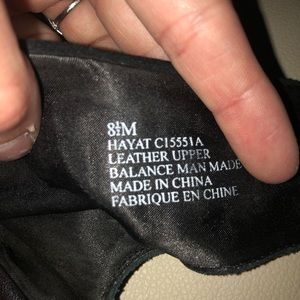 8½M
HAYAT C15551A
LEATHER UPPER
BALANCE MAN MADE
MADE IN CHINA
FABRIQUE EN CHINE